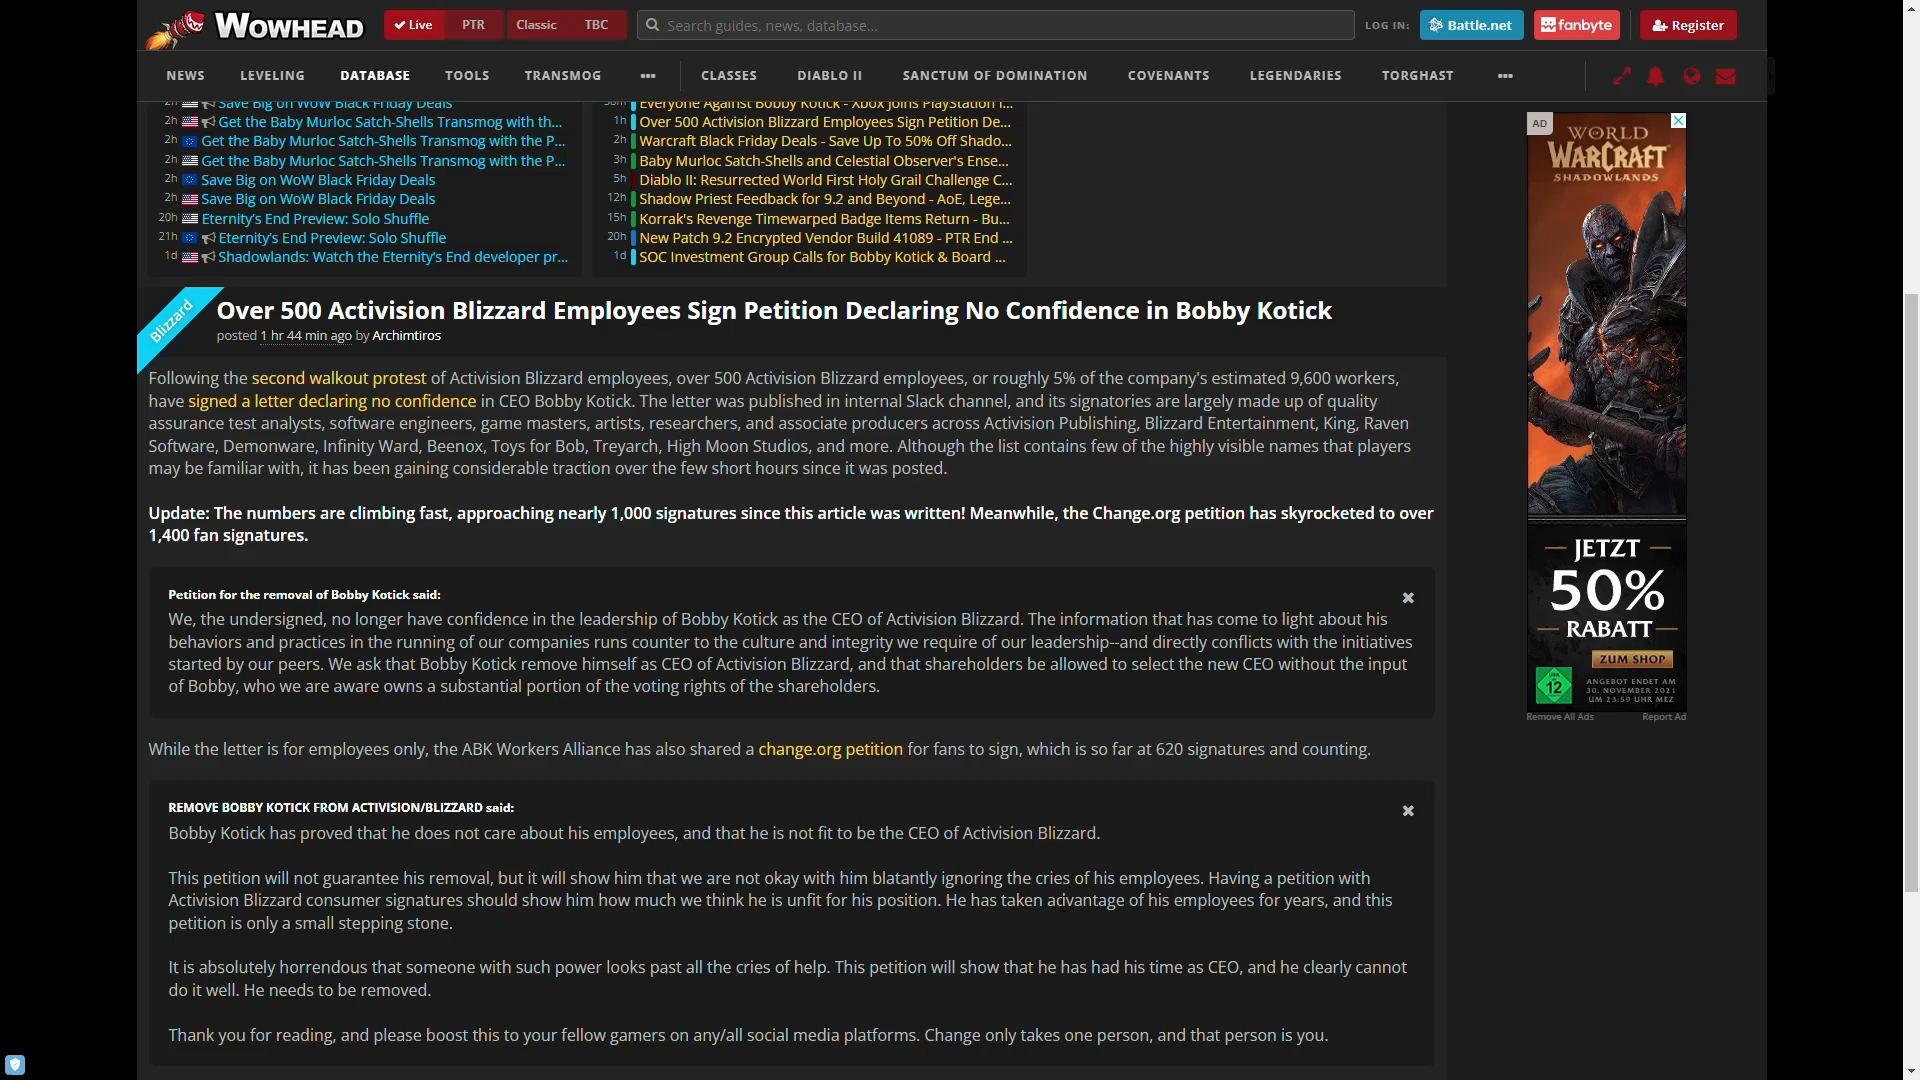 WOWHEAD
Live
PTR
Classic
TBC
Search guides, news, database...
LOG IN:
Battle.net
fanbyte
Register
NEWS
LEVELING
DATABASE
TOOLS
TRANSMOG
CLASSES
DIABLO II
SANCTUM OF DOMINATION
COVENANTS
LEGENDARIES
TORGHAST
2h Save Big on WoW Black Friday Deals
2h Get the Baby Murloc Satch-Shells Transmog with th...
2h Get the Baby Murloc Satch-Shells Transmog with the P...
2h Get the Baby Murloc Satch-Shells Transmog with the P...
2h Save Big on WoW Black Friday Deals
2h Save Big on WoW Black Friday Deals
20h Eternity's End Preview: Solo Shuffle
21h Eternity's End Preview: Solo Shuffle
1d Shadowlands: Watch the Eternity's End developer pr...
Everyone Against Bobby Kotick - Xbox Joins PlayStation I...
1h Over 500 Activision Blizzard Employees Sign Petition De...
2h Warcraft Black Friday Deals - Save Up To 50% Off Shado...
3h Baby Murloc Satch-Shells and Celestial Observer's Ense...
5h Diablo II: Resurrected World First Holy Grail Challenge C...
12h Shadow Priest Feedback for 9.2 and Beyond - AoE, Lege...
15h Korrak's Revenge Timewarped Badge Items Return - Bu...
20h New Patch 9.2 Encrypted Vendor Build 41089 - PTR End ...
1d SOC Investment Group Calls for Bobby Kotick & Board ...
Blizzard
Over 500 Activision Blizzard Employees Sign Petition Declaring No Confidence in Bobby Kotick
posted 1 hr 44 min ago by Archimtiros
Following the second walkout protest of Activision Blizzard employees, over 500 Activision Blizzard employees, or roughly 5% of the company's estimated 9,600 workers,
have signed a letter declaring no confidence in CEO Bobby Kotick. The letter was published in internal Slack channel, and its signatories are largely made up of quality
assurance test analysts, software engineers, game masters, artists, researchers, and associate producers across Activision Publishing, Blizzard Entertainment, King, Raven
Software, Demonware, Infinity Ward, Beenox, Toys for Bob, Treyarch, High Moon Studios, and more. Although the list contains few of the highly visible names that players
may be familiar with, it has been gaining considerable traction over the few short hours since it was posted.
Update: The numbers are climbing fast, approaching nearly 1,000 signatures since this article was written! Meanwhile, the Change.org petition has skyrocketed to over
1,400 fan signatures.
Petition for the removal of Bobby Kotick said:
We, the undersigned, no longer have confidence in the leadership of Bobby Kotick as the CEO of Activision Blizzard. The information that has come to light about his
behaviors and practices in the running of our companies runs counter to the culture and integrity we require of our leadership--and directly conflicts with the initiatives
started by our peers. We ask that Bobby Kotick remove himself as CEO of Activision Blizzard, and that shareholders be allowed to select the new CEO without the input
of Bobby, who we are aware owns a substantial portion of the voting rights of the shareholders.
While the letter is for employees only, the ABK Workers Alliance has also shared a change.org petition for fans to sign, which is so far at 620 signatures and counting.
REMOVE BOBBY KOTICK FROM ACTIVISION/BLIZZARD said:
Bobby Kotick has proved that he does not care about his employees, and that he is not fit to be the CEO of Activision Blizzard.
This petition will not guarantee his removal, but it will show him that we are not okay with him blatantly ignoring the cries of his employees. Having a petition with
Activision Blizzard consumer signatures should show him how much we think he is unfit for his position. He has taken advantage of his employees for years, and this
petition is only a small stepping stone.
It is absolutely horrendous that someone with such power looks past all the cries of help. This petition will show that he has had his time as CEO, and he clearly cannot
do it well. He needs to be removed.
Thank you for reading, and please boost this to your fellow gamers on any/all social media platforms. Change only takes one person, and that person is you.
AD
WORLD
WARCRAFT
SHADOWLANDS
JETZT
50%
RABATT
ZUM SHOP
12
ANGEBOT ENDET AM
30. NOVEMBER 2021
UM 23:59 UHR MEZ
Remove All Ads
Report Ad